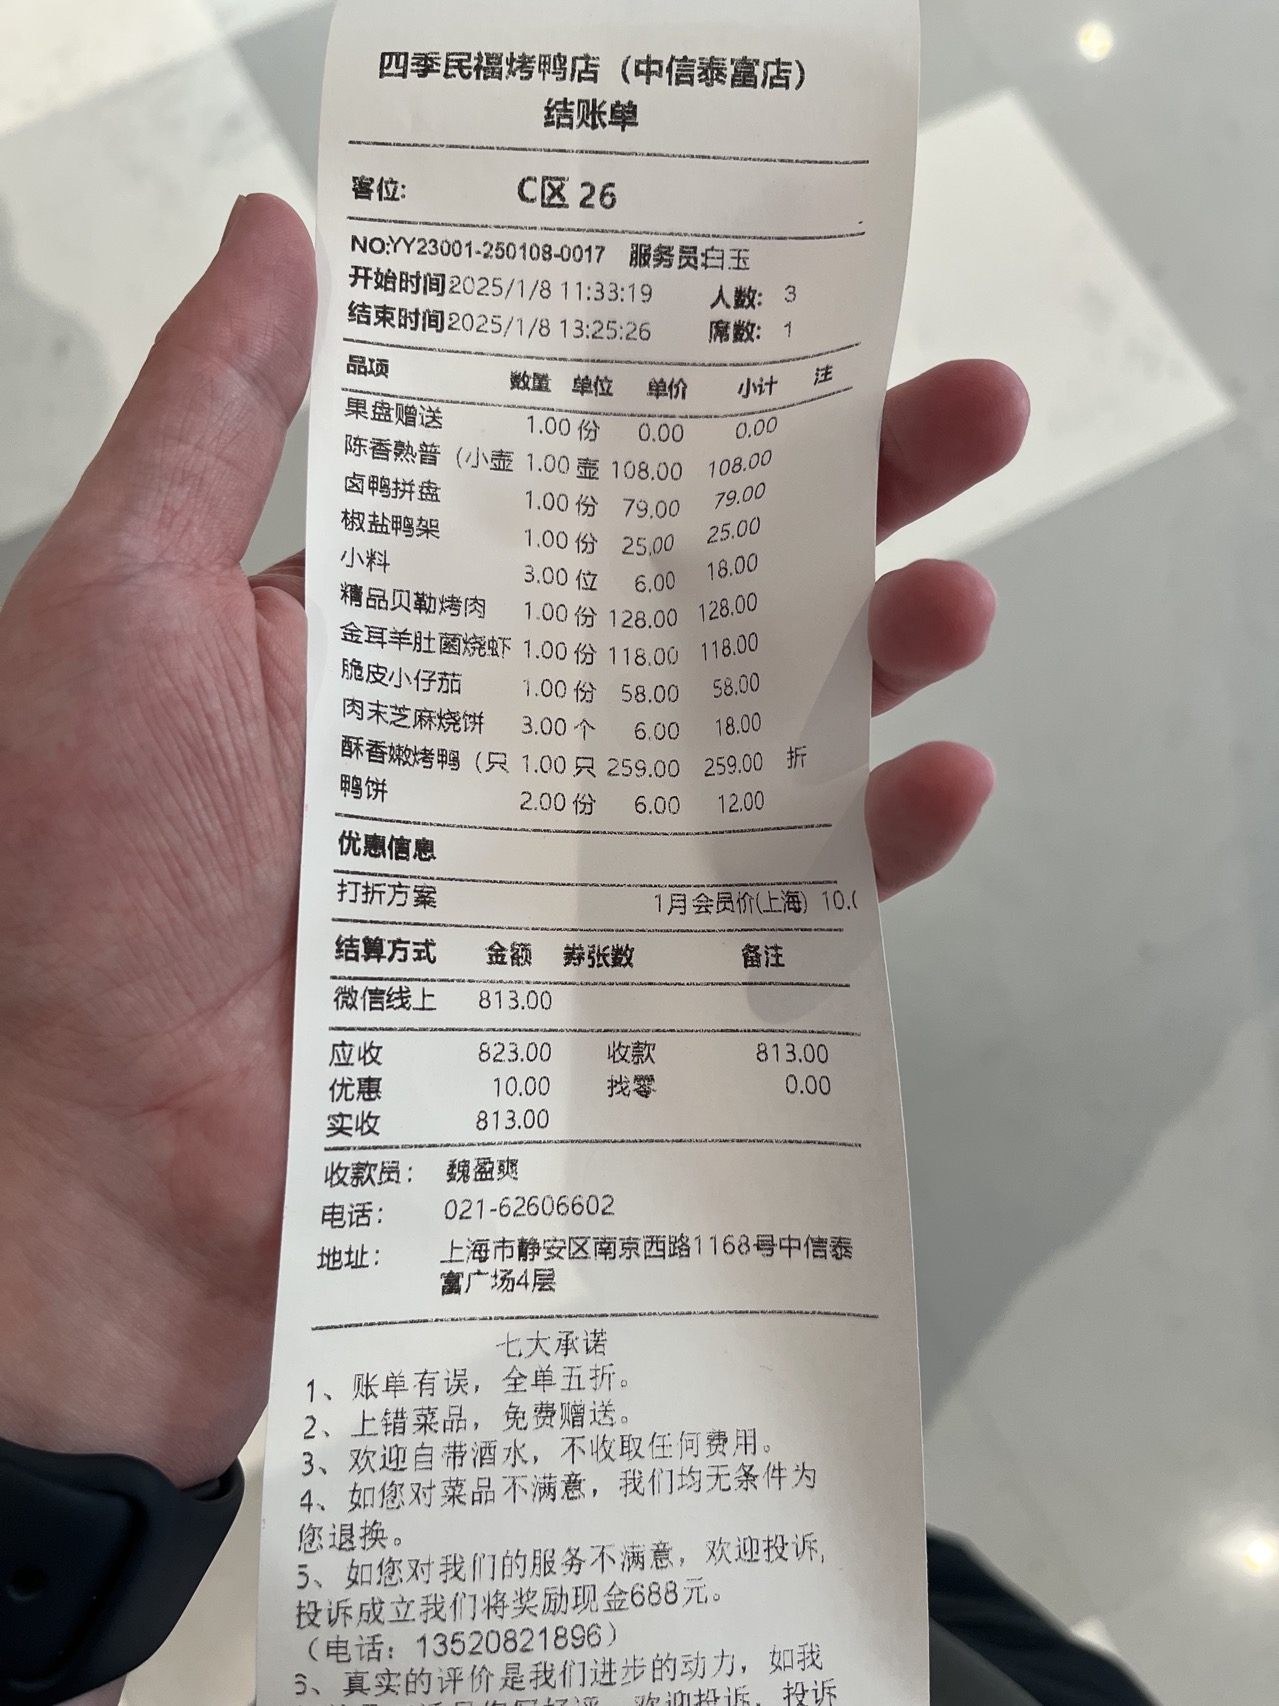 四季民福烤鸭店（中信泰富店）
结账单
客位: C区 26
NO:YY23001-250108-0017 服务员:白玉
开始时间2025/1/8 11:33:19 人数: 3
结束时间2025/1/8 13:25:26 席数: 1
品项 数量 单位 单价 小计 注
果盘赠送 1.00 份 0.00 0.00
陈香熟普（小壶 1.00 壶 108.00 108.00
卤鸭拼盘 1.00 份 79.00 79.00
椒盐鸭架 1.00 份 25.00 25.00
小料 3.00 位 6.00 18.00
精品贝勒烤肉 1.00 份 128.00 128.00
金耳羊肚菌烧虾 1.00 份 118.00 118.00
脆皮小仔茄 1.00 份 58.00 58.00
肉末芝麻烧饼 3.00 个 6.00 18.00
酥香嫩烤鸭（只 1.00 只 259.00 259.00 折
鸭饼 2.00 份 6.00 12.00
优惠信息
打折方案 1月会员价(上海) 10.
结算方式 金额 券张数 备注
微信线上 813.00
应收 823.00 收款 813.00
优惠 10.00 找零 0.00
实收 813.00
收款员: 魏盈爽
电话: 021-62606602
地址: 上海市静安区南京西路1168号中信泰
富广场4层
七大承诺
1、账单有误，全单五折。
2、上错菜品，免费赠送。
3、欢迎自带酒水，不收取任何费用。
4、如您对菜品不满意，我们均无条件为
您退换。
5、如您对我们的服务不满意，欢迎投诉,
投诉成立我们将奖励现金688元。
（电话：13520821896）
6、真实的评价是我们进步的动力，如我
欢迎投诉，投诉